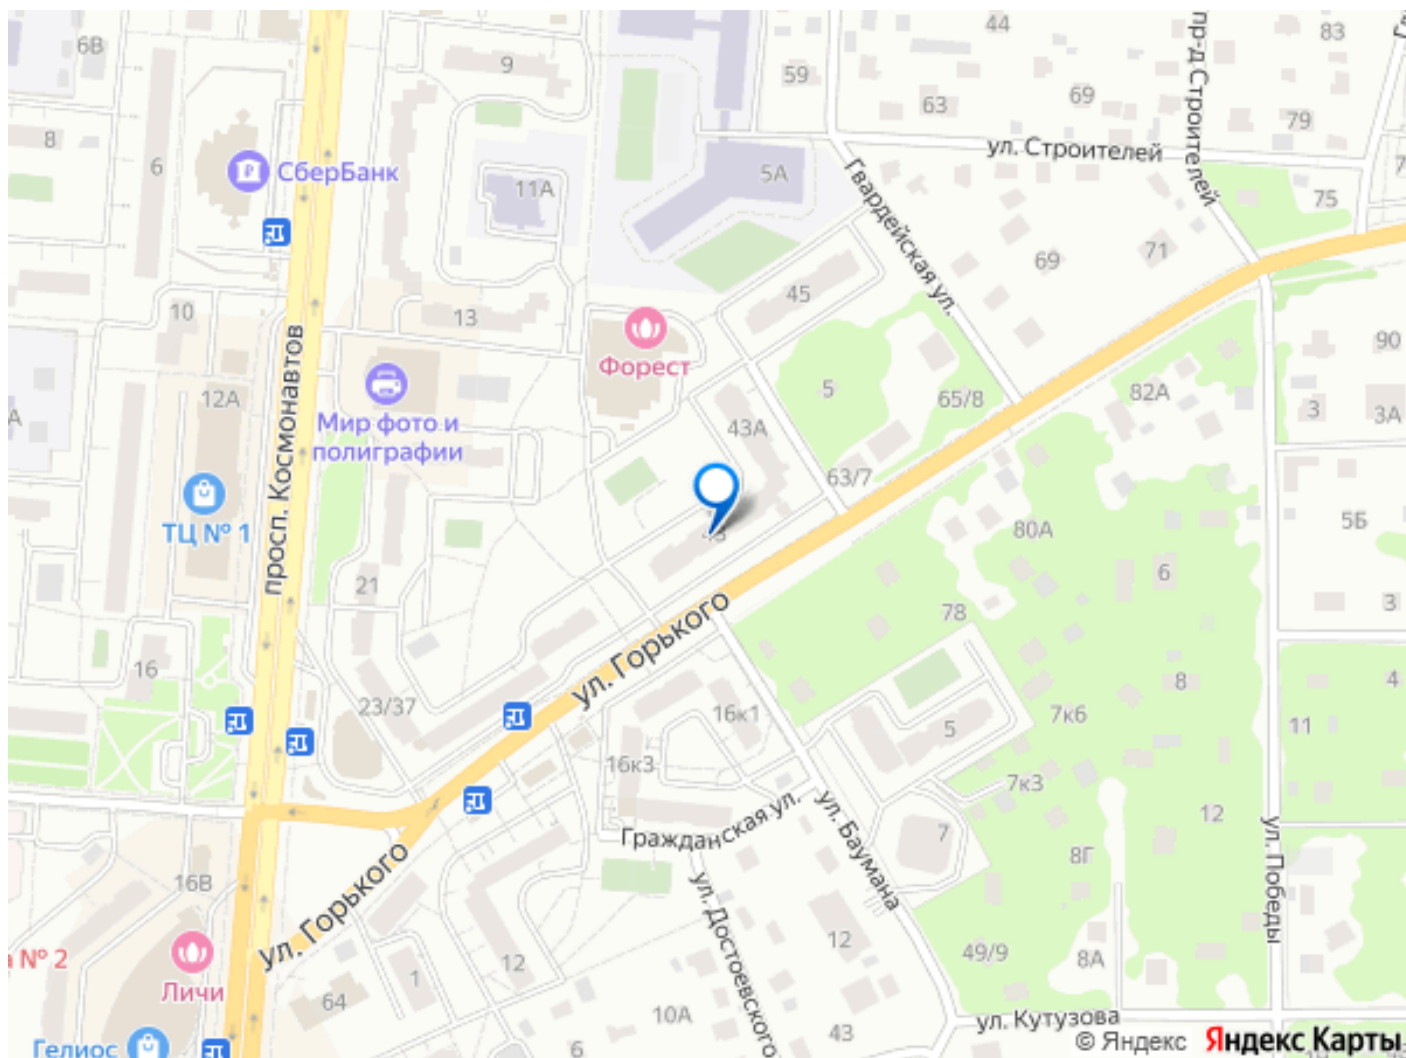 6В
9
44
83
пр-д Строителей
59
63
69
79
8
6
СберБанк
11А
5А
ул. Строителей
75
Гвардейская ул.
69
71
10
13
45
Форест
90
просп. Космонавтов
12А
Мир фото и
полиграфии
5
65/8
82А
3
3А
43А
63/7
ТЦ № 1
80А
5Б
21
78
6
3
ул. Горького
16
23/37
16к1
8
4
7к6
5
11
16к3
7к3
12
Гражданская ул.
ул. Баумана
7
8Г
ул. Победы
16В
ул. Горького
ул. Достоевского
№ 2
Личи
12
1
12
49/9
8А
64
10А
43
ул. Кутузова
Гелиос
6
© Яндекс Яндекс Карты